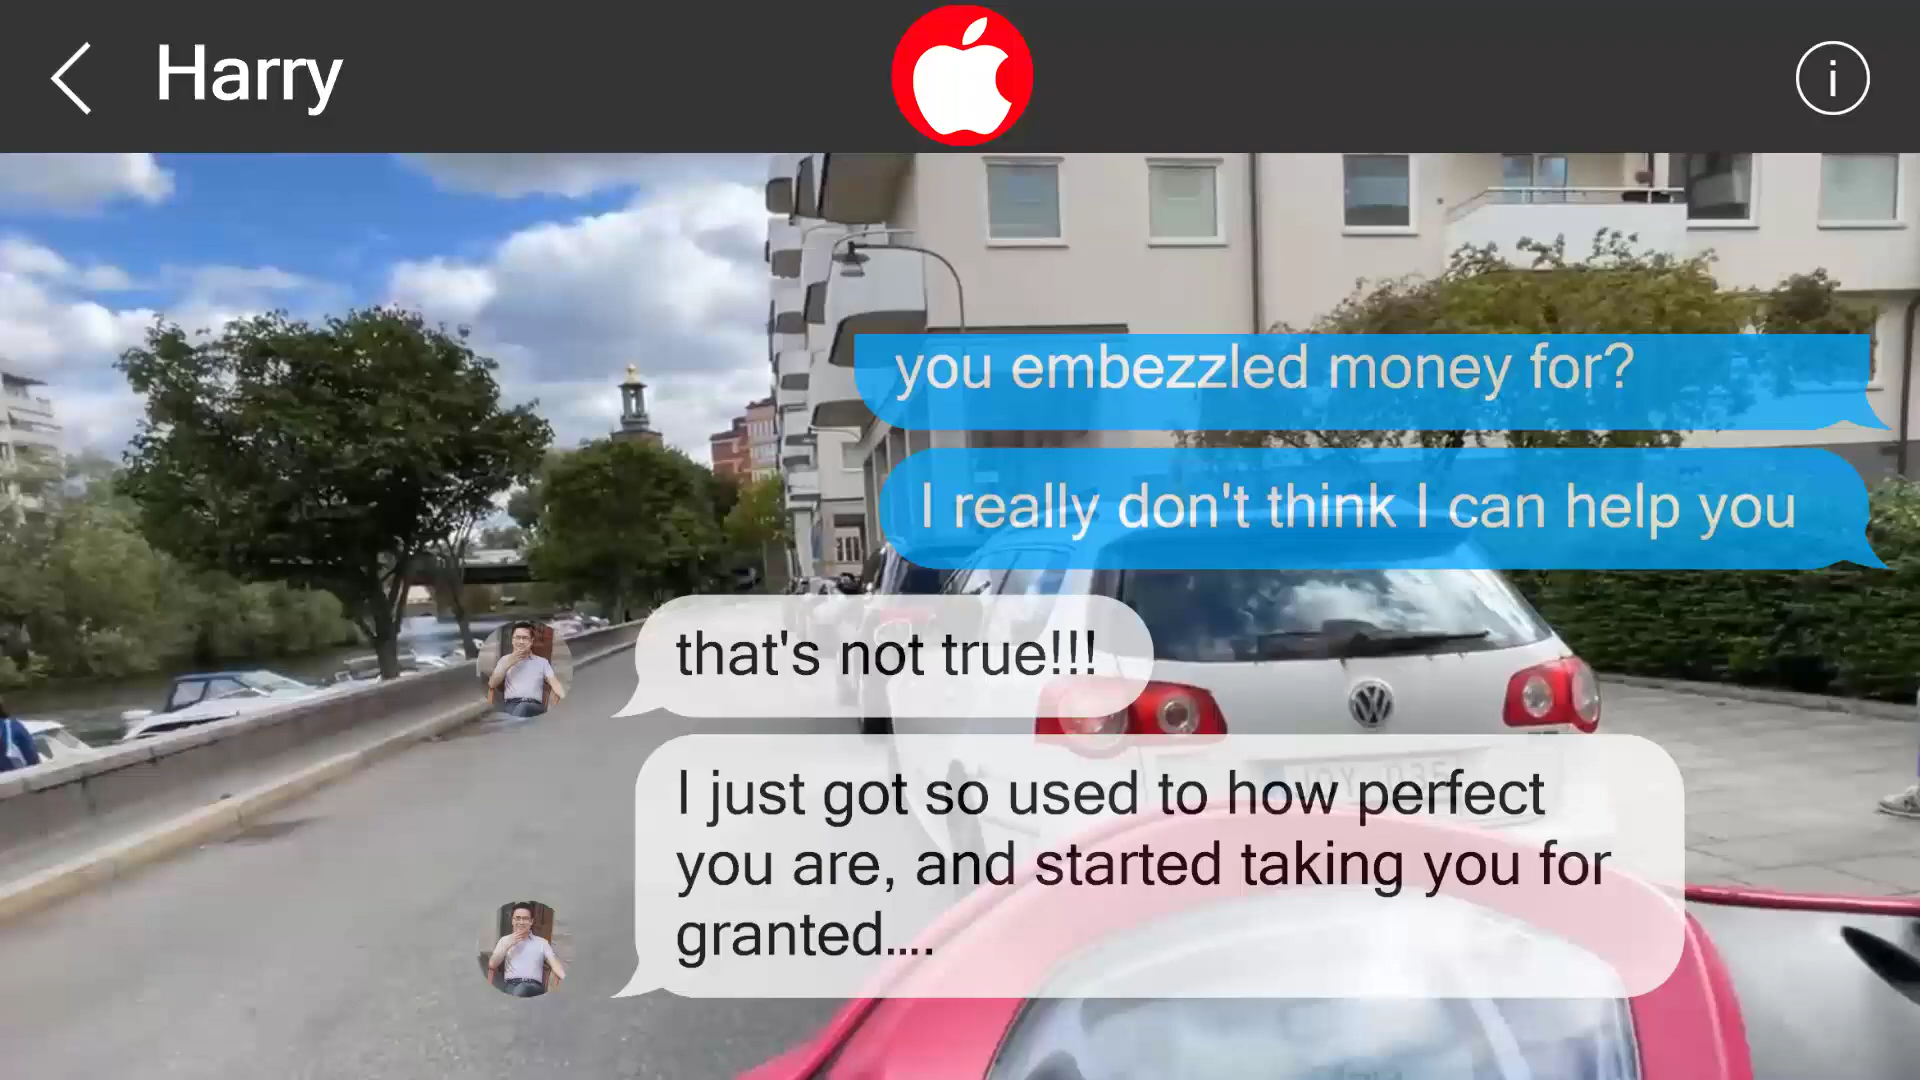 Harry
you embezzled money for?
I really don't think I can help you
that's not true!!!
I just got so used to how perfect
you are, and started taking you for
granted....